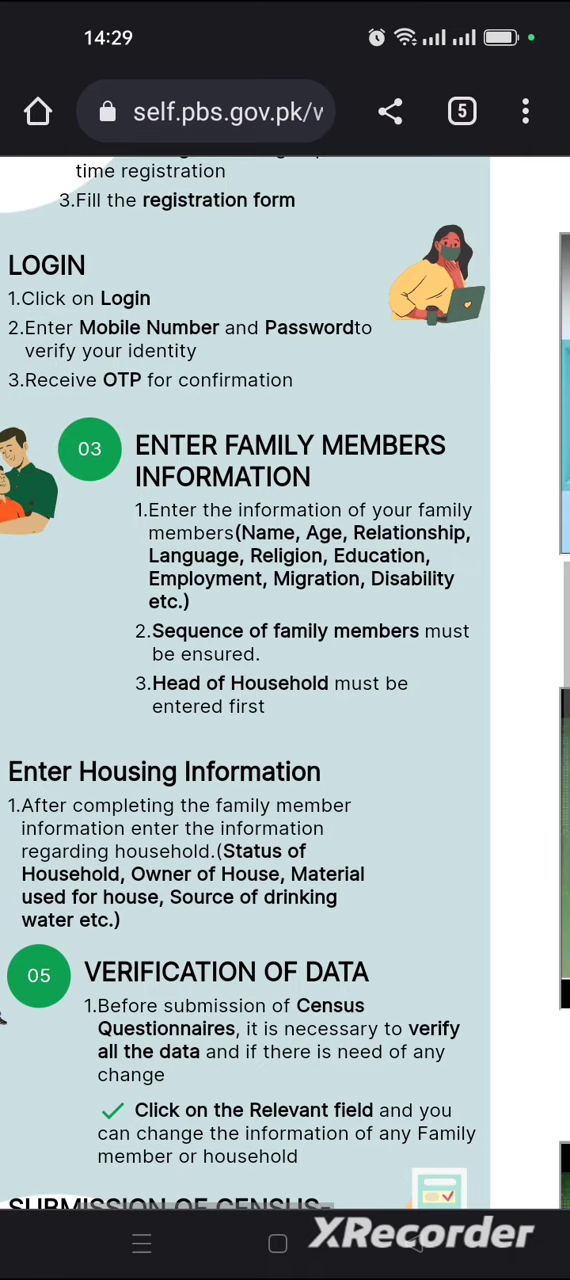 14:29
5
self.pbs.gov.pk/v
time registration
3.Fill the registration form
LOGIN
1.Click on Login
2.Enter Mobile Number and Passwordto
verify your identity
3.Receive OTP for confirmation
03
ENTER FAMILY MEMBERS
INFORMATION
1.Enter the information of your family
members(Name, Age, Relationship,
Language, Religion, Education,
Employment, Migration, Disability
etc.)
2.Sequence of family members must
be ensured.
3.Head of Household must be
entered first
Enter Housing Information
1.After completing the family member
information enter the information
regarding household.(Status of
Household, Owner of House, Material
used for house, Source of drinking
water etc.)
05
VERIFICATION OF DATA
1.Before submission of Census
Questionnaires, it is necessary to verify
all the data and if there is need of any
change
Click on the Relevant field and you
can change the information of any Family
member or household
SUBMISSION OF CENSUS-
XRecorder